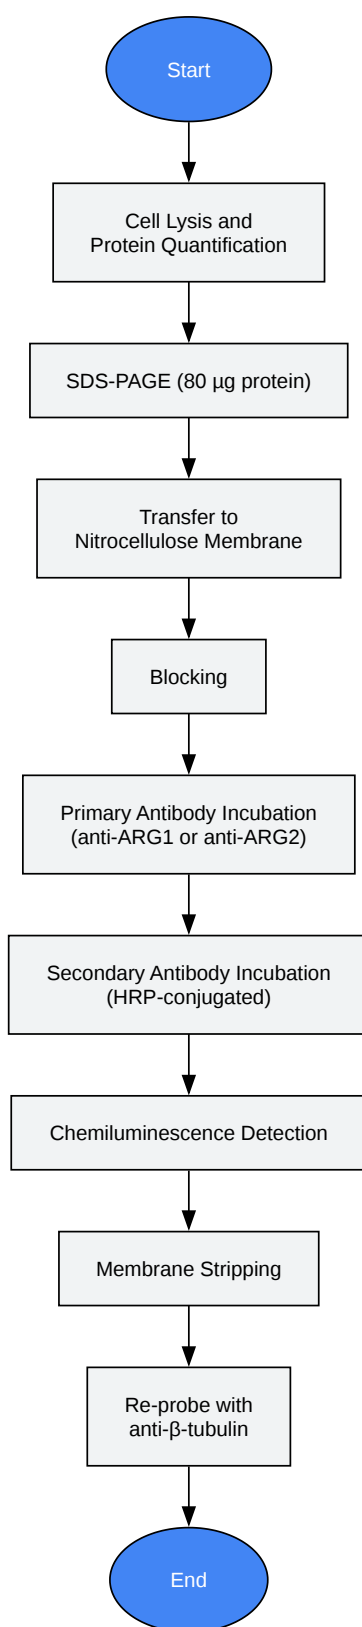 Start
Cell Lysis and
Protein Quantification
SDS-PAGE (80 µg protein)
Transfer to
Nitrocellulose Membrane
Blocking
Primary Antibody Incubation
(anti-ARG1 or anti-ARG2)
Secondary Antibody Incubation
(HRP-conjugated)
Chemiluminescence Detection
Membrane Stripping
Re-probe with
anti-β-tubulin
End